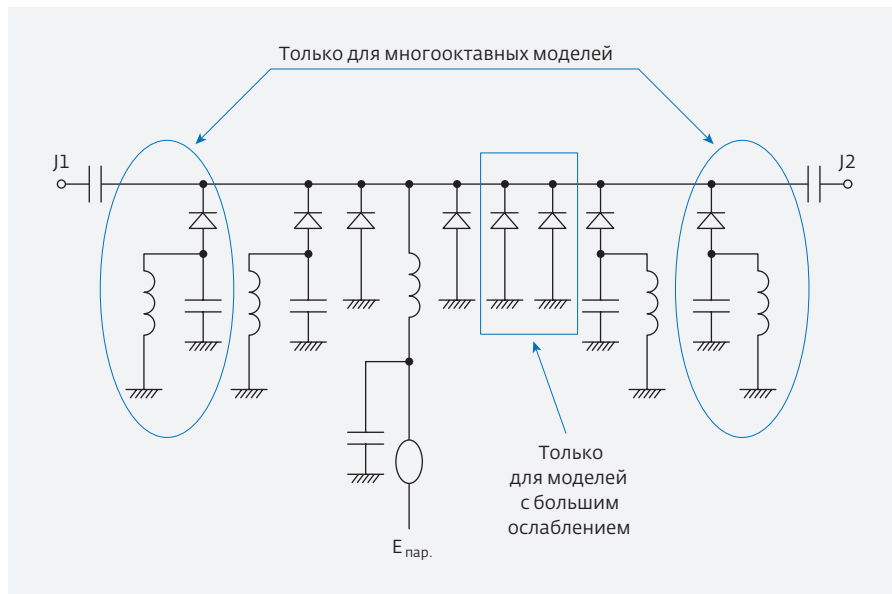 Только для многооктавных моделей
J1
J2
Только
для моделей
с большим
ослаблением
E пар.